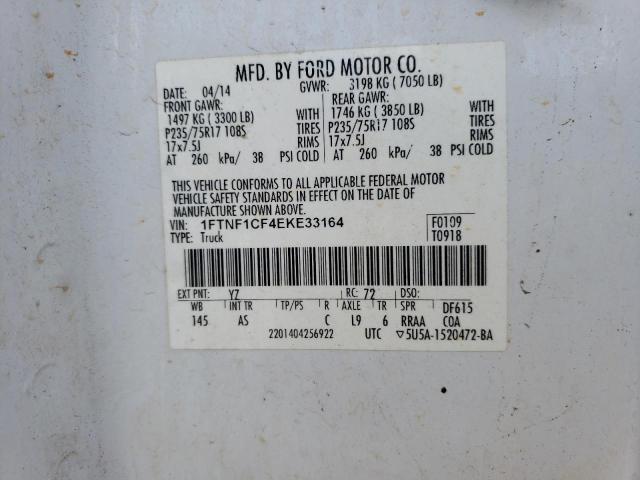 MFD. BY FORD MOTOR CO.
DATE: 04/14 GVWR: 3198 KG ( 7050 LB)
FRONT GAWR: REAR GAWR:
1497 KG ( 3300 LB) WITH 1746 KG ( 3850 LB) WITH
P235/75R17 108S TIRES P235/75R17 108S TIRES
17x7.5J RIMS 17x7.5J RIMS
AT 260 kPa/ 38 PSI COLD AT 260 kPa/ 38 PSI COLD
THIS VEHICLE CONFORMS TO ALL APPLICABLE FEDERAL MOTOR
VEHICLE SAFETY STANDARDS IN EFFECT ON THE DATE OF
MANUFACTURE SHOWN ABOVE.
VIN: 1FTNF1CF4EKE33164 F0109
TYPE: Truck T0918
EXT PNT: YZ RC: 72 DSO:
WB INT TR TP/PS R AXLE TR SPR DF615
145 AS C L9 6 RRAA COA
2201404256922 UTC ▽5U5A-1520472-BA